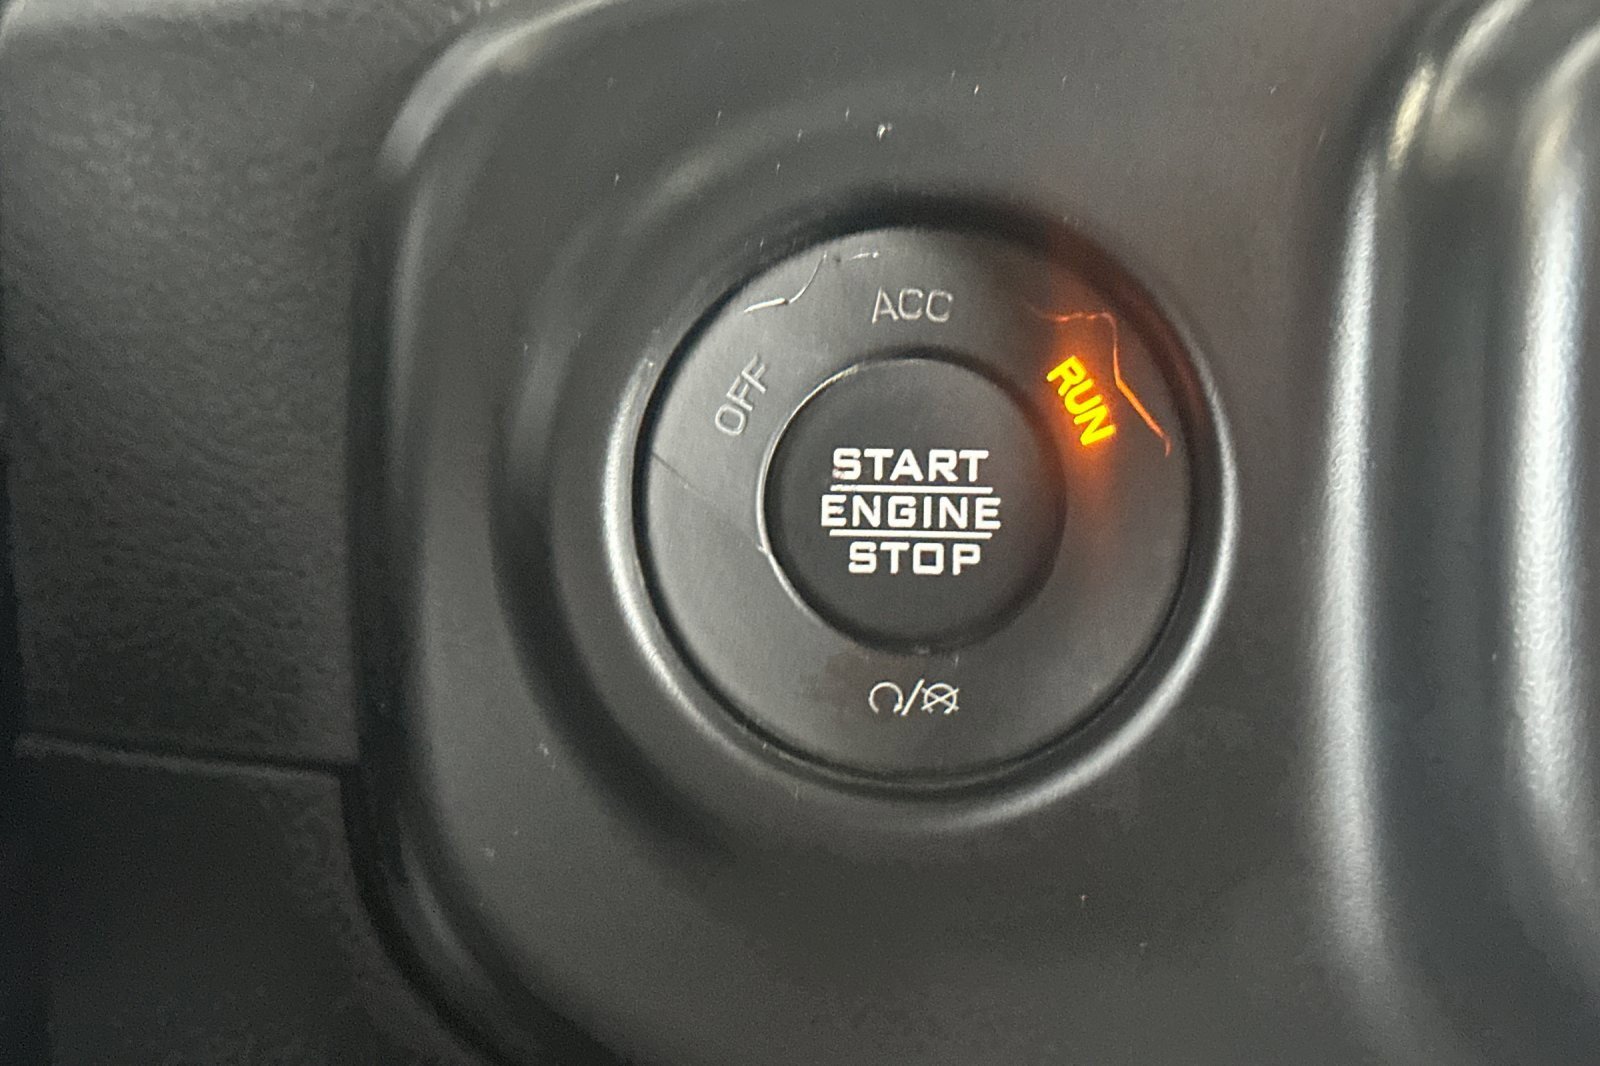 ACC
OFF
RUN
START
ENGINE
STOP